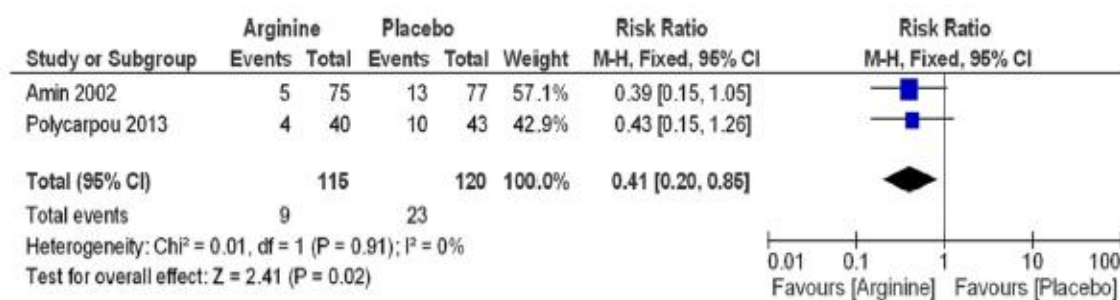 Arginine Placebo Risk Ratio Risk Ratio
Study or Subgroup Events Total Events Total Weight M-H, Fixed, 95% CI M-H, Fixed, 95% CI
Amin 2002 5 75 13 77 57.1% 0.39 [0.15, 1.05]
Polycarpou 2013 4 40 10 43 42.9% 0.43 [0.15, 1.26]
Total (95% CI) 115 120 100.0% 0.41 [0.20, 0.85]
Total events 9 23
Heterogeneity: Chi² = 0.01, df = 1 (P = 0.91); I² = 0%
Test for overall effect: Z = 2.41 (P = 0.02)
0.01 0.1 1 10 100
Favours [Arginine] Favours [Placebo]